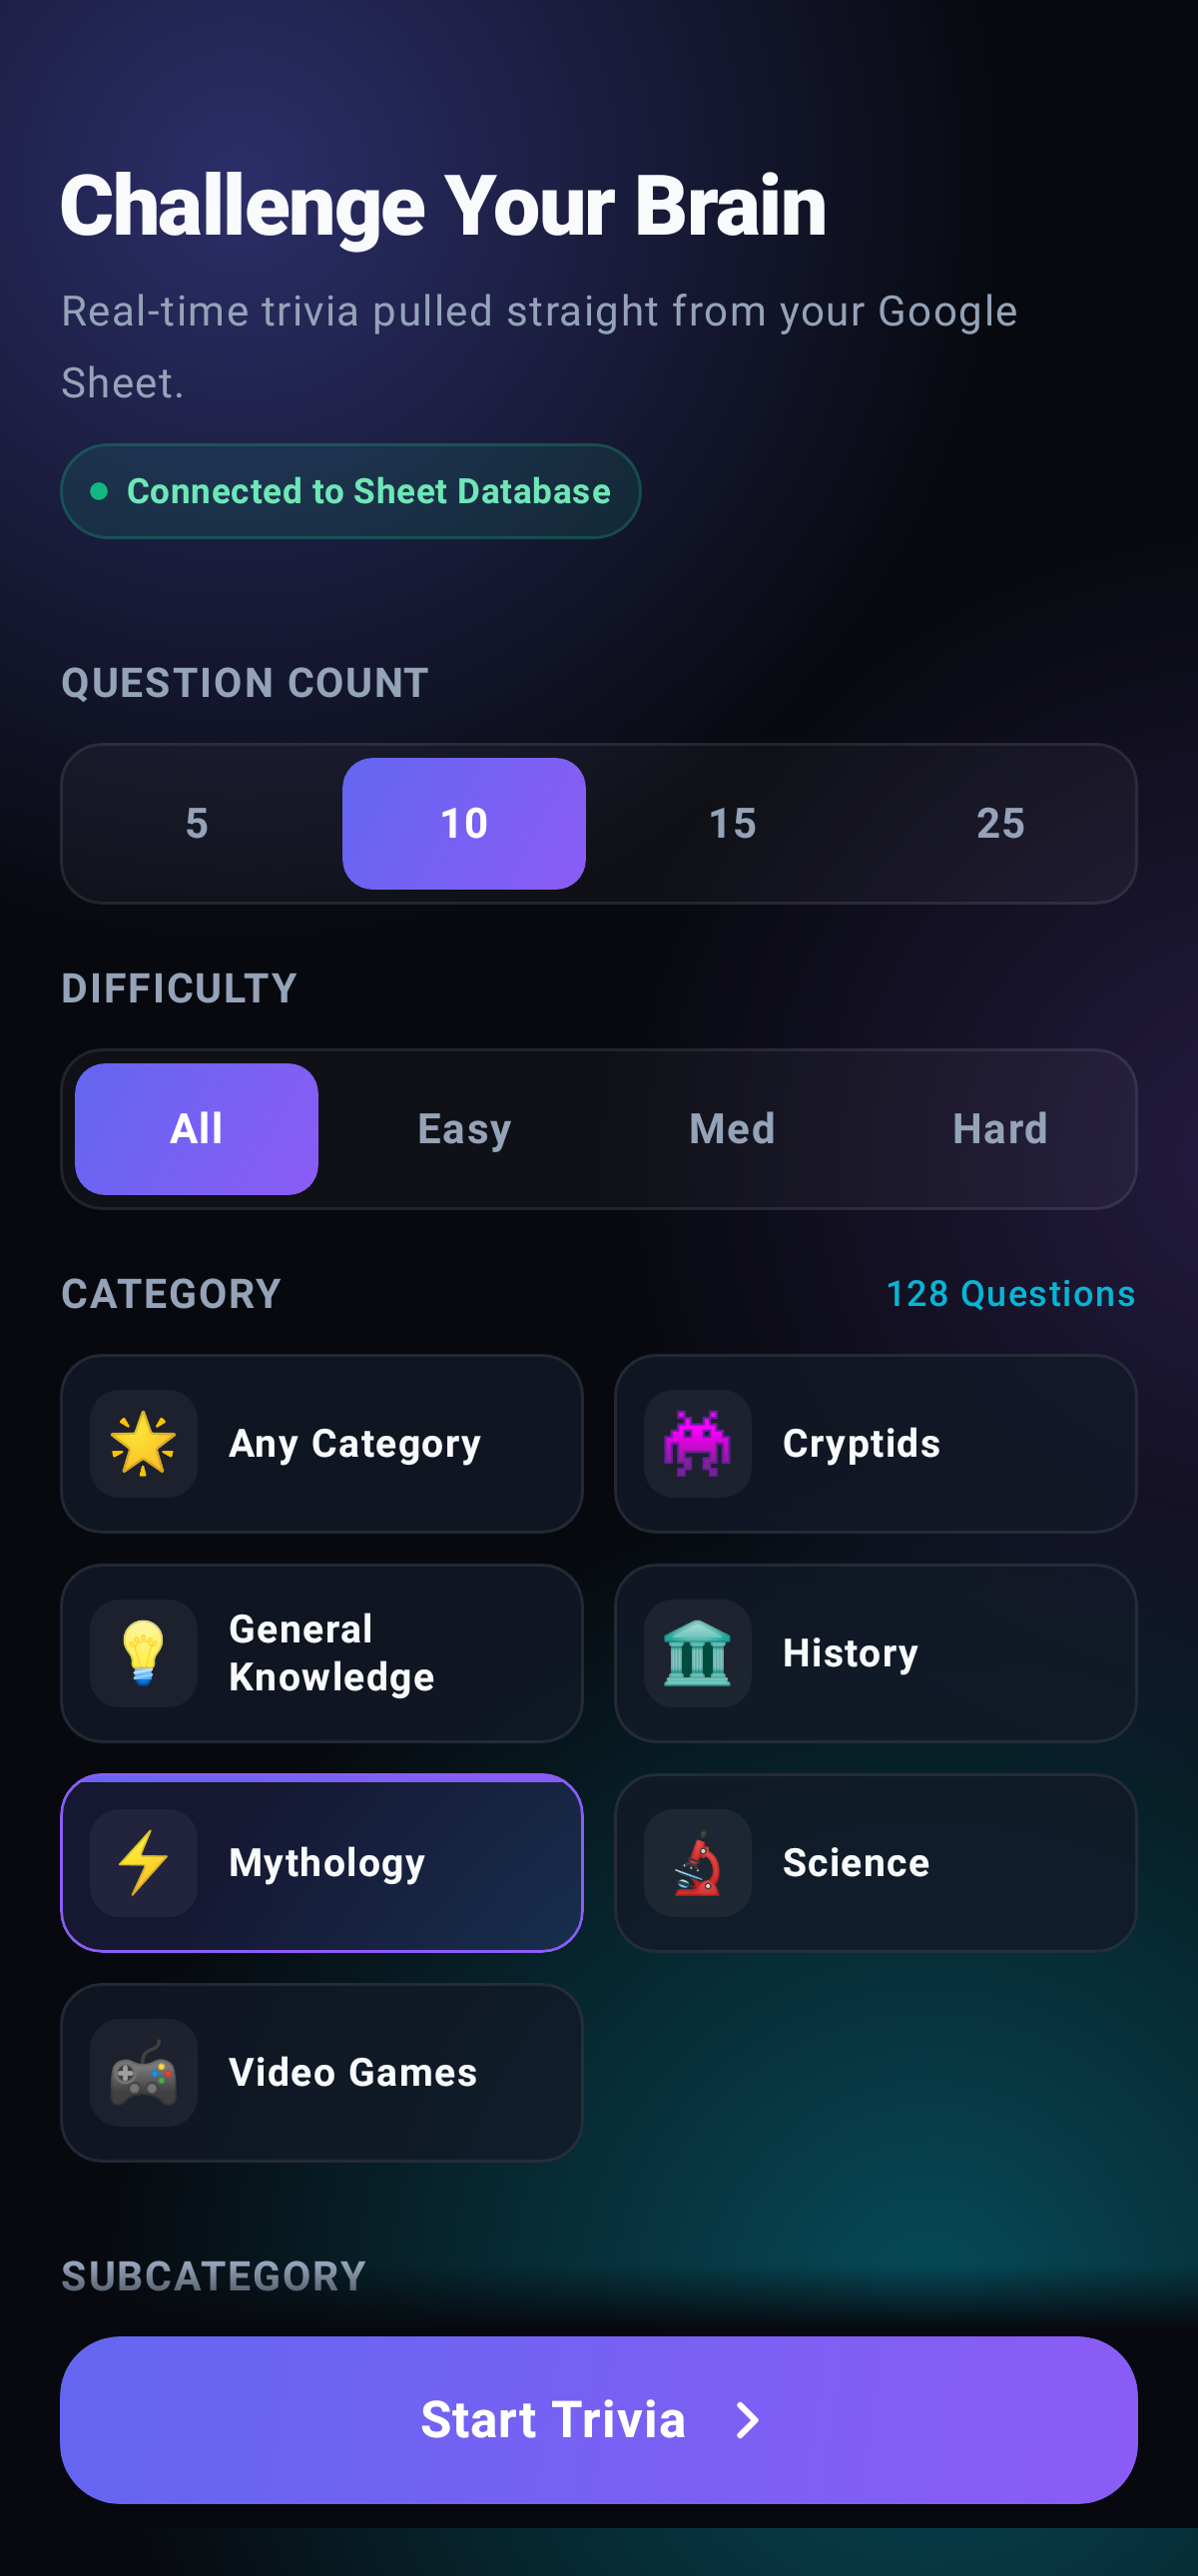 Challenge Your Brain
Real-time trivia pulled straight from your Google
Sheet.
Connected to Sheet Database
QUESTION COUNT
5 10 15 25
DIFFICULTY
All Easy Med Hard
CATEGORY 128 Questions
Any Category Cryptids
General
Knowledge
History
Mythology Science
Video Games
SUBCATEGORY
Start Trivia